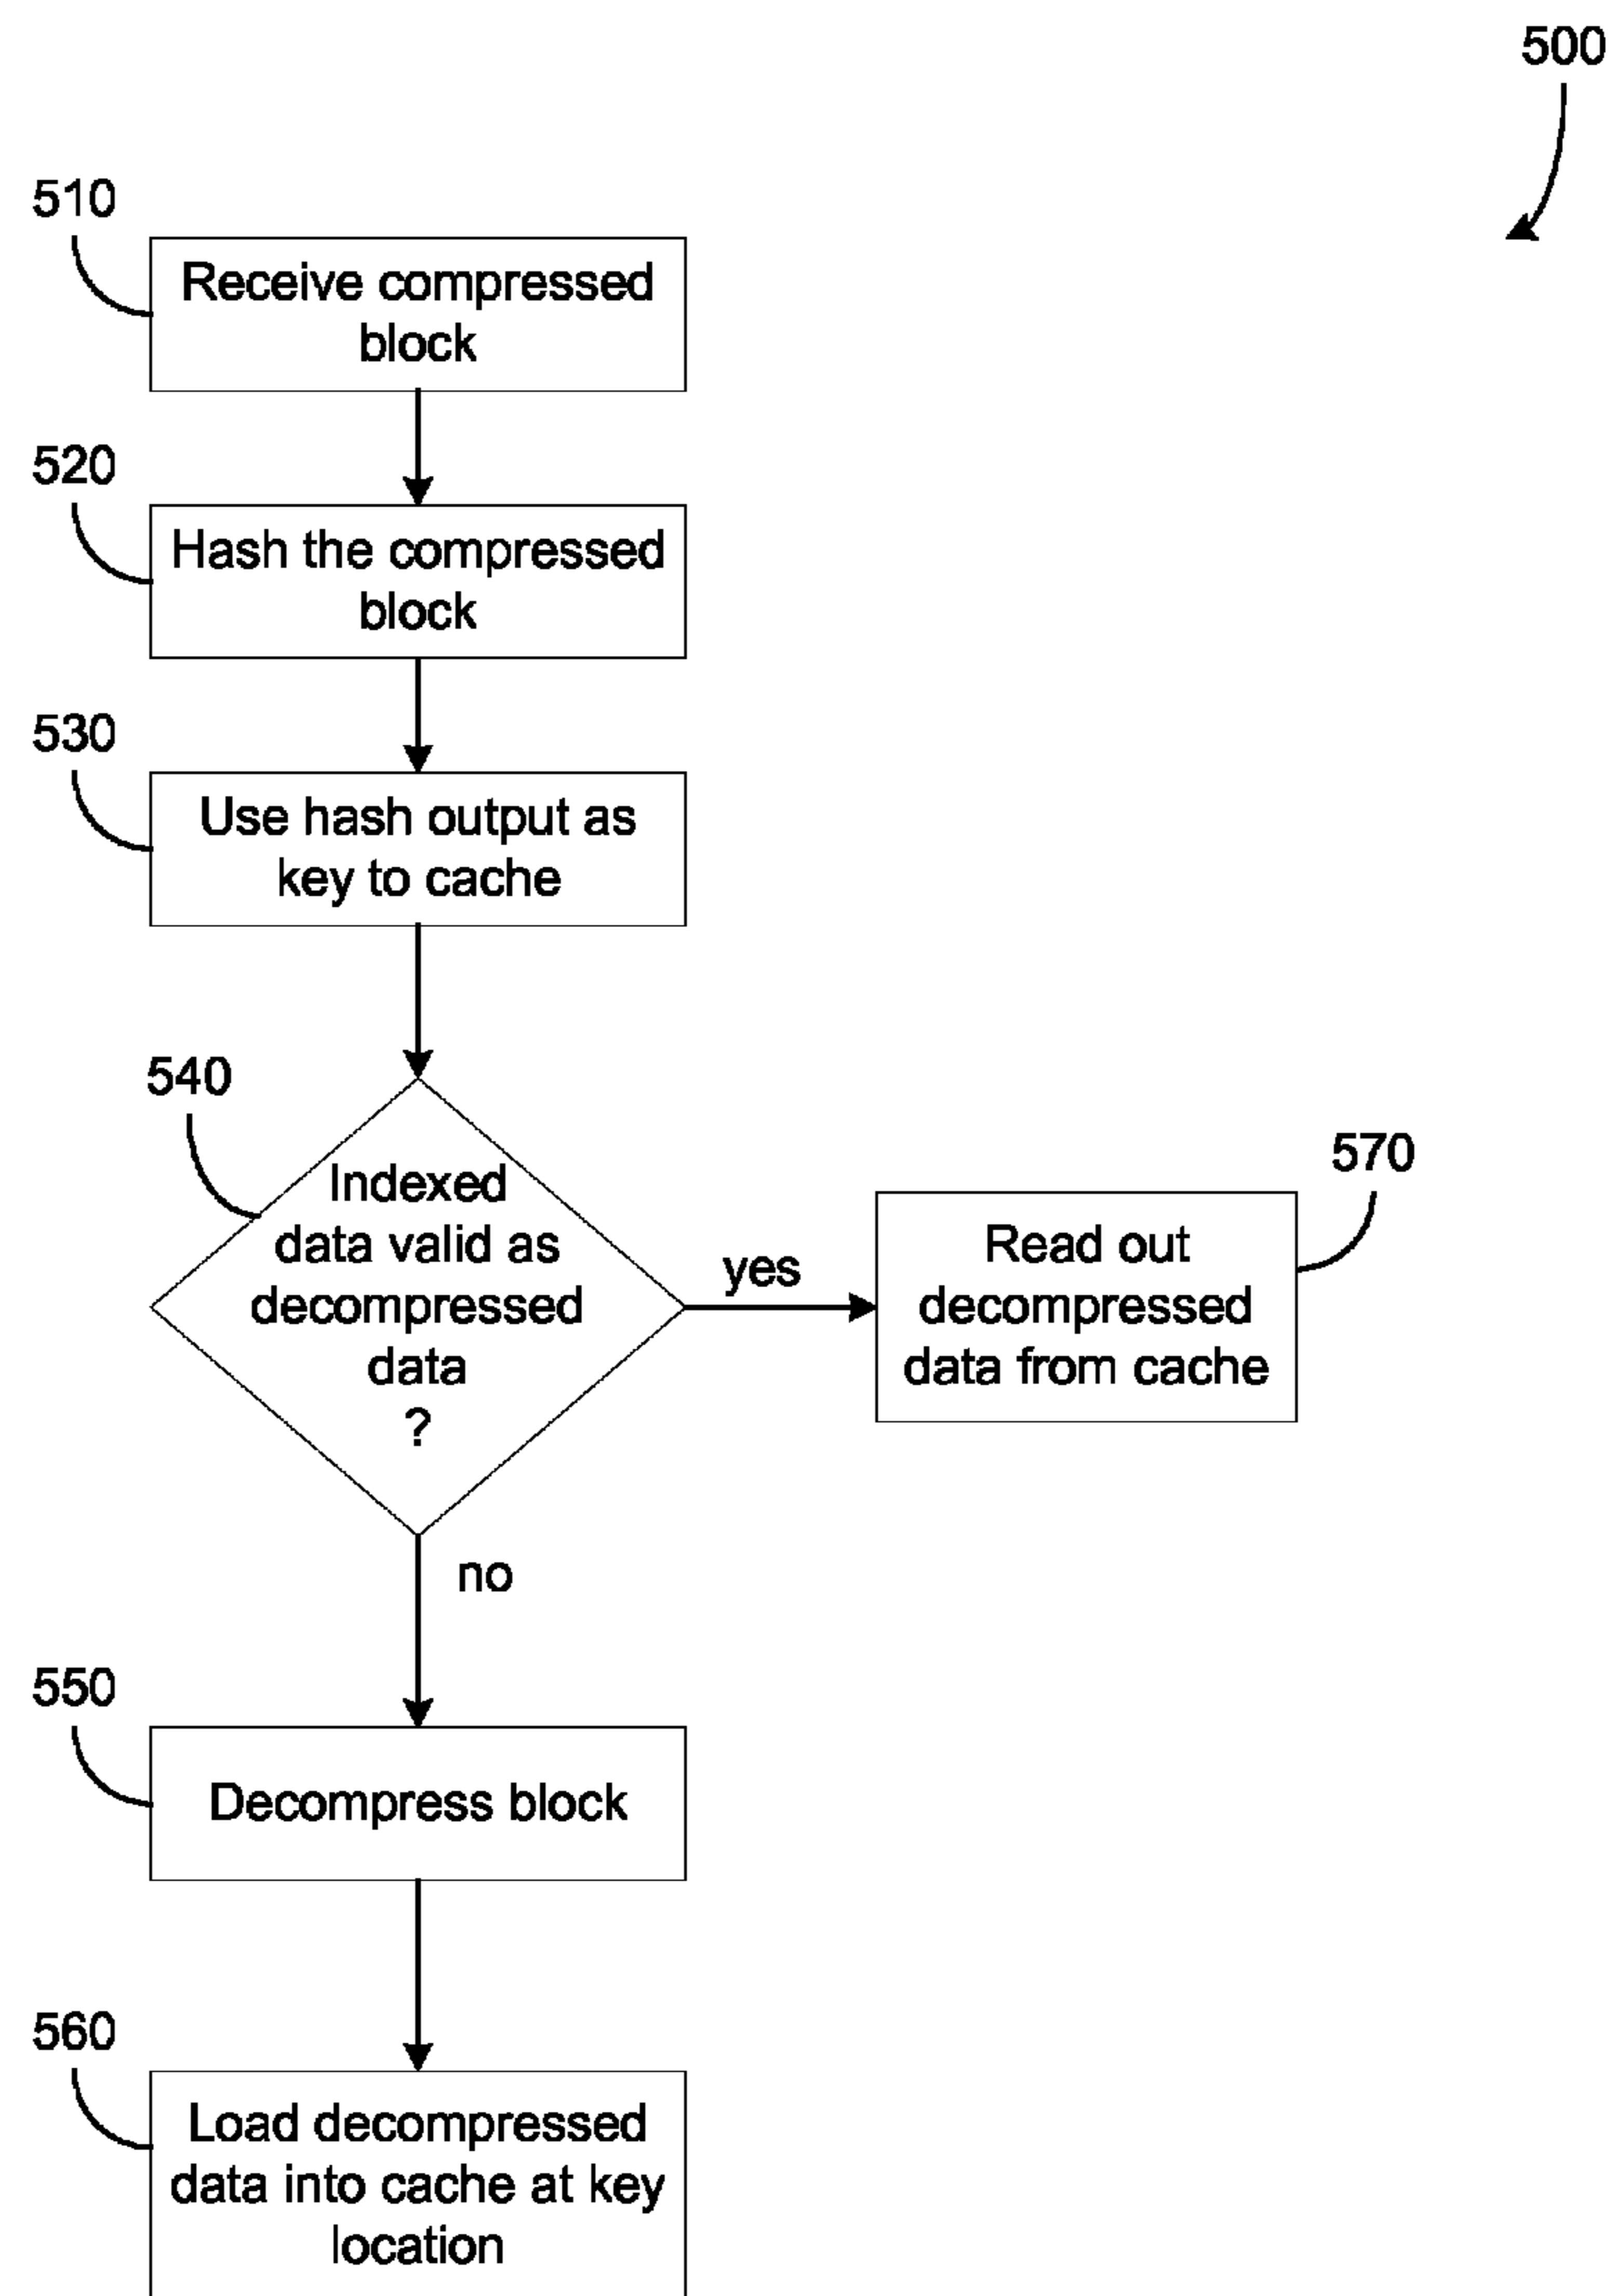 500
510
Receive compressed
block
520
Hash the compressed
block
530
Use hash output as
key to cache
540
Indexed
data valid as
decompressed
data
?
yes
570
Read out
decompressed
data from cache
no
550
Decompress block
560
Load decompressed
data into cache at key
location